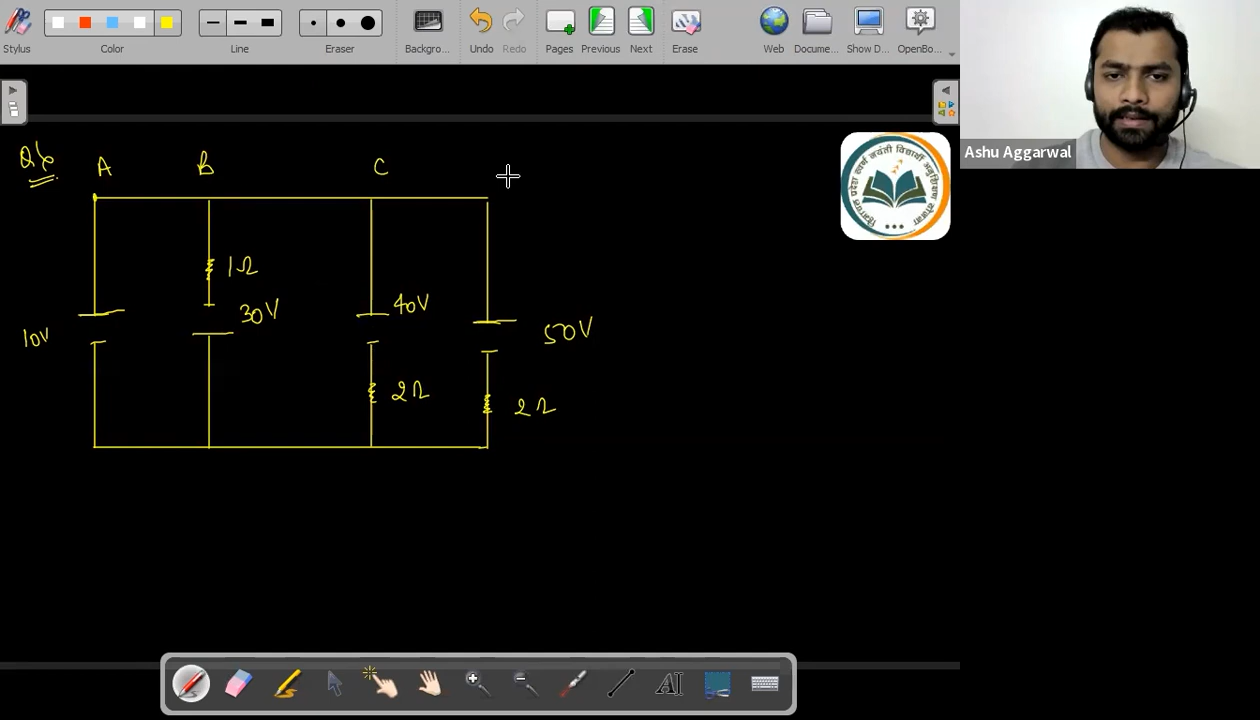 Stylus
Color
Line
Eraser
Backgro...
Undo
Redo
Pages
Previous
Next
Erase
Web
Docume...
Show D...
OpenBo...
Ashu Aggarwal
A
B
C
1Ω
30V
40V
10V
50V
2Ω
2Ω
AI